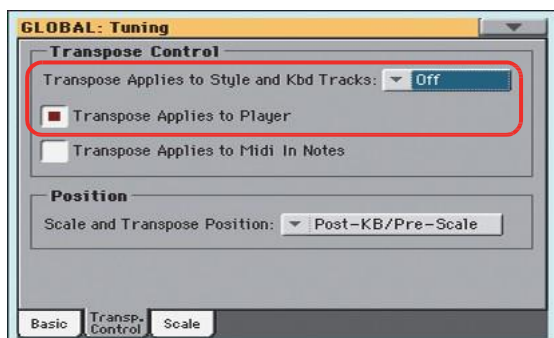 GLOBAL: Tuning
Transpose Control
Transpose Applies to Style and Kbd Tracks: Off
Transpose Applies to Player
Transpose Applies to Midi In Notes
Position
Scale and Transpose Position: Post-KB/Pre-Scale
Basic Transp. Control Scale